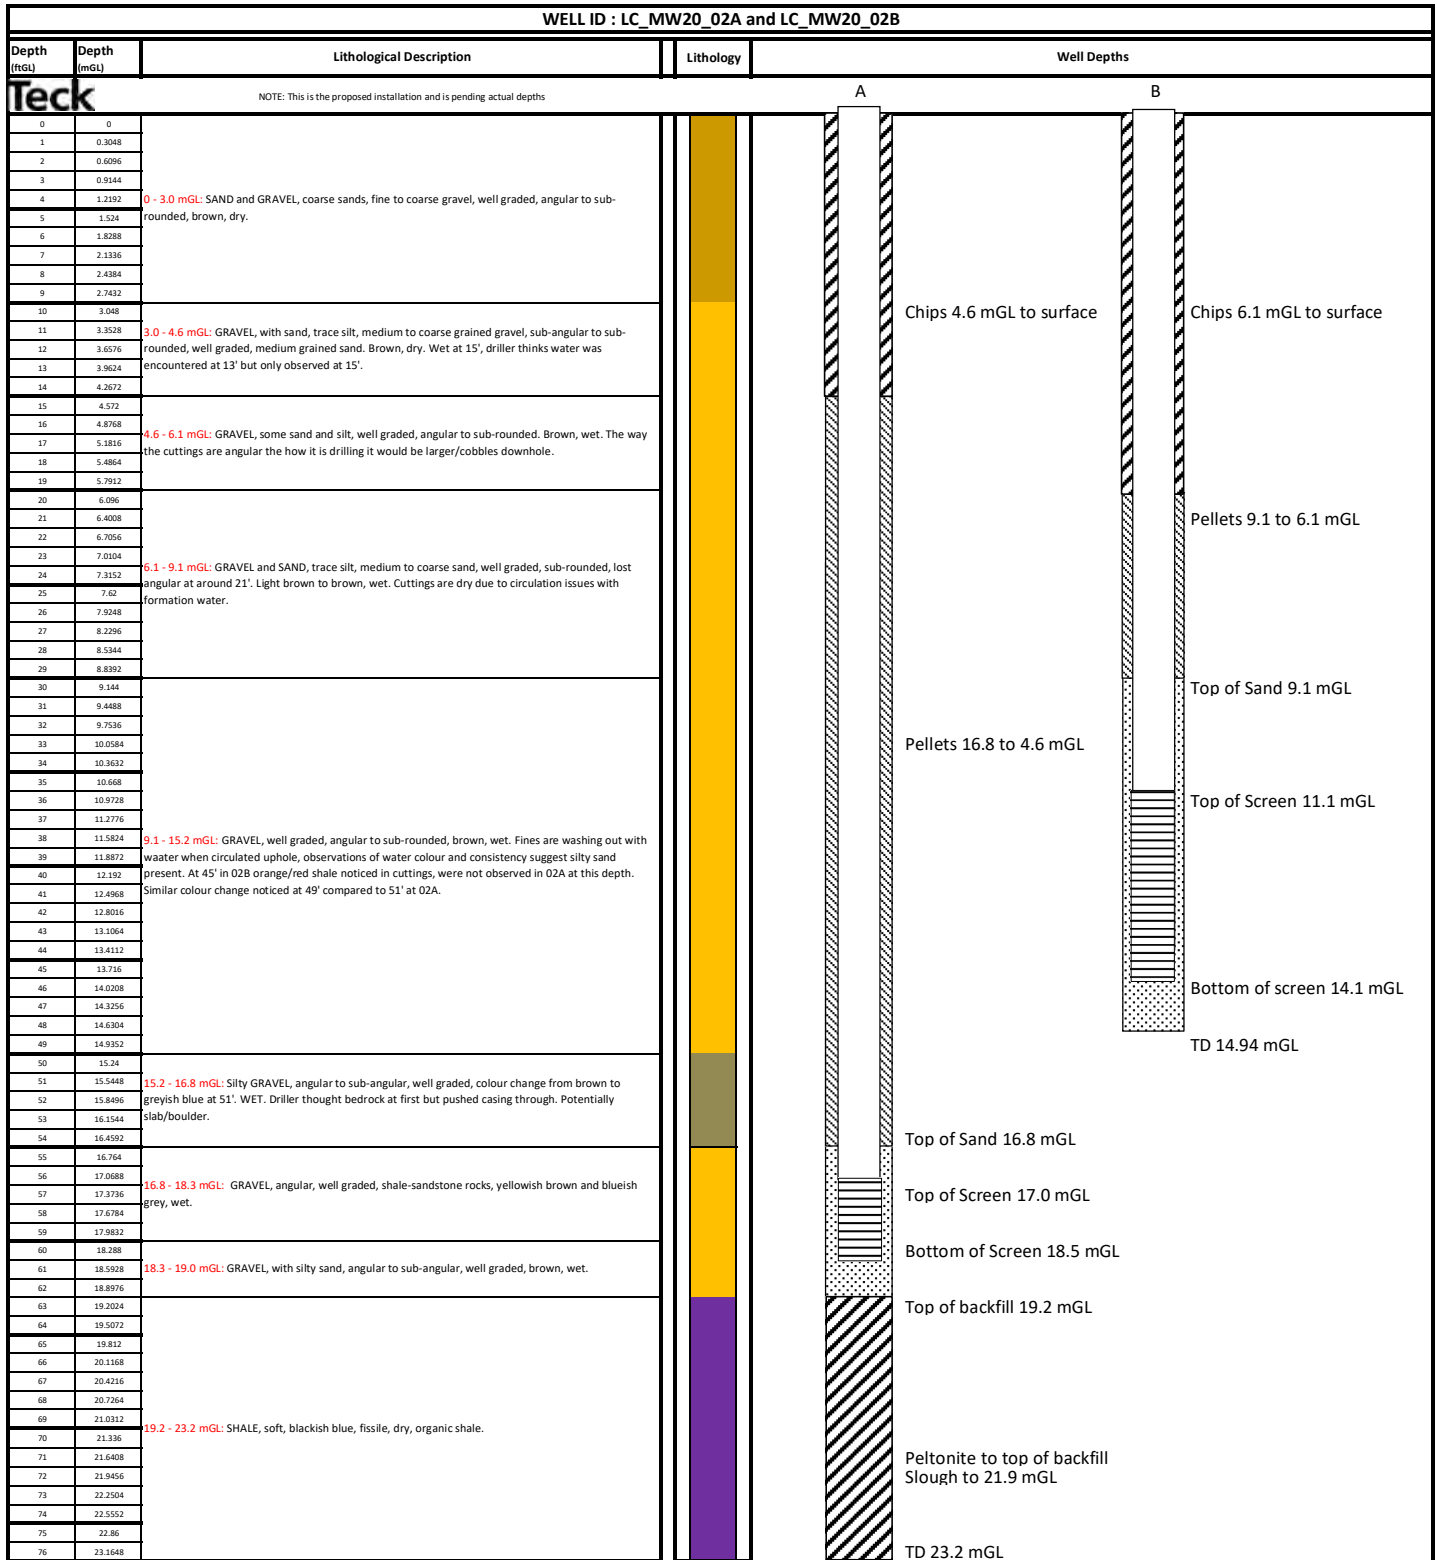 WELL ID : LC_MW20_02A and LC_MW20_02B
Depth (ftGL)
Depth (mGL)
Lithological Description
Lithology
Well Depths
Teck
NOTE: This is the proposed installation and is pending actual depths
A
B
0 0
1 0.3048
2 0.6096
3 0.9144
4 1.2192
5 1.524
6 1.8288
7 2.1336
8 2.4384
9 2.7432
0 - 3.0 mGL: SAND and GRAVEL, coarse sands, fine to coarse gravel, well graded, angular to sub-
rounded, brown, dry.
10 3.048
11 3.3528
12 3.6576
13 3.9624
14 4.2672
3.0 - 4.6 mGL: GRAVEL, with sand, trace silt, medium to coarse grained gravel, sub-angular to sub-
rounded, well graded, medium grained sand. Brown, dry. Wet at 15', driller thinks water was
encountered at 13' but only observed at 15'.
Chips 4.6 mGL to surface
Chips 6.1 mGL to surface
15 4.572
16 4.8768
17 5.1816
18 5.4864
19 5.7912
4.6 - 6.1 mGL: GRAVEL, some sand and silt, well graded, angular to sub-rounded. Brown, wet. The way
the cuttings are angular the how it is drilling it would be larger/cobbles downhole.
20 6.096
21 6.4008
22 6.7056
23 7.0104
24 7.3152
25 7.62
26 7.9248
27 8.2296
28 8.5344
29 8.8392
6.1 - 9.1 mGL: GRAVEL and SAND, trace silt, medium to coarse sand, well graded, sub-rounded, lost
angular at around 21'. Light brown to brown, wet. Cuttings are dry due to circulation issues with
formation water.
Pellets 9.1 to 6.1 mGL
30 9.144
31 9.4488
32 9.7536
33 10.0584
34 10.3632
35 10.668
36 10.9728
37 11.2776
38 11.5824
39 11.8872
40 12.192
41 12.4968
42 12.8016
43 13.1064
44 13.4112
45 13.716
46 14.0208
47 14.3256
48 14.6304
49 14.9352
9.1 - 15.2 mGL: GRAVEL, well graded, angular to sub-rounded, brown, wet. Fines are washing out with
waater when circulated uphole, observations of water colour and consistency suggest silty sand
present. At 45' in 02B orange/red shale noticed in cuttings, were not observed in 02A at this depth.
Similar colour change noticed at 49' compared to 51' at 02A.
Top of Sand 9.1 mGL
Pellets 16.8 to 4.6 mGL
Top of Screen 11.1 mGL
Bottom of screen 14.1 mGL
TD 14.94 mGL
50 15.24
51 15.5448
52 15.8496
53 16.1544
54 16.4592
15.2 - 16.8 mGL: Silty GRAVEL, angular to sub-angular, well graded, colour change from brown to
greyish blue at 51'. WET. Driller thought bedrock at first but pushed casing through. Potentially
slab/boulder.
Top of Sand 16.8 mGL
55 16.764
56 17.0688
57 17.3736
58 17.6784
59 17.9832
16.8 - 18.3 mGL: GRAVEL, angular, well graded, shale-sandstone rocks, yellowish brown and blueish
grey, wet.
Top of Screen 17.0 mGL
60 18.288
61 18.5928
62 18.8976
18.3 - 19.0 mGL: GRAVEL, with silty sand, angular to sub-angular, well graded, brown, wet.
Bottom of Screen 18.5 mGL
Top of backfill 19.2 mGL
63 19.2024
64 19.5072
65 19.812
66 20.1168
67 20.4216
68 20.7264
69 21.0312
70 21.336
71 21.6408
72 21.9456
73 22.2504
74 22.5552
75 22.86
76 23.1648
19.2 - 23.2 mGL: SHALE, soft, blackish blue, fissile, dry, organic shale.
Peltonite to top of backfill
Slough to 21.9 mGL
TD 23.2 mGL